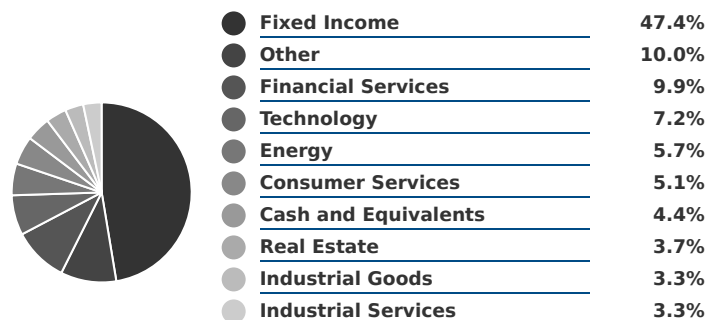 Fixed Income 47.4%
Other 10.0%
Financial Services 9.9%
Technology 7.2%
Energy 5.7%
Consumer Services 5.1%
Cash and Equivalents 4.4%
Real Estate 3.7%
Industrial Goods 3.3%
Industrial Services 3.3%